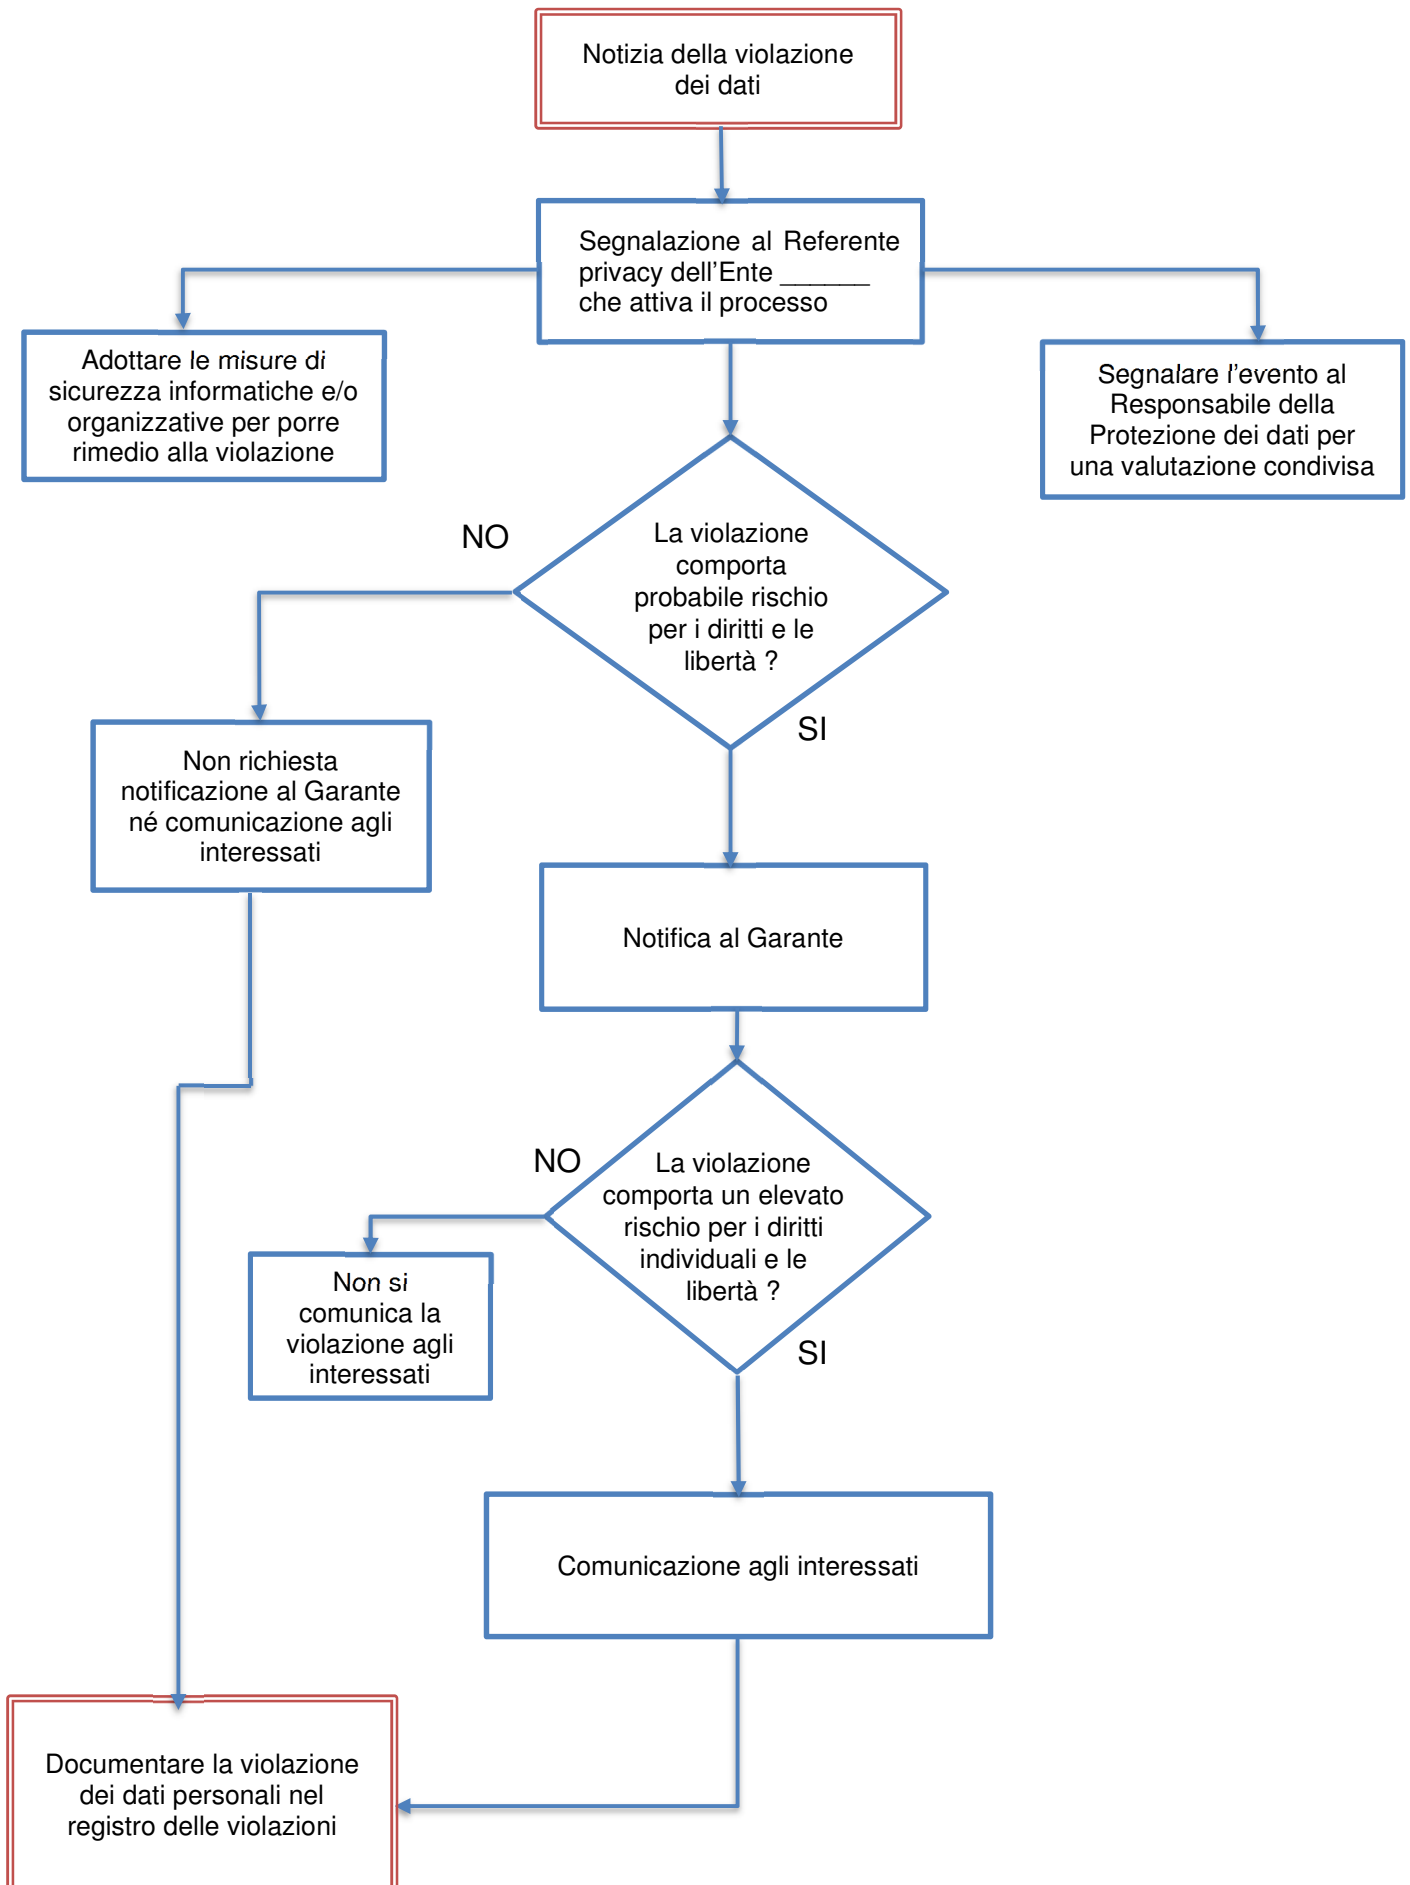 Notizia della violazione
dei dati
Segnalazione al Referente
privacy dell’Ente ______
che attiva il processo
Adottare le misure di
sicurezza informatiche e/o
organizzative per porre
rimedio alla violazione
Segnalare l’evento al
Responsabile della
Protezione dei dati per
una valutazione condivisa
NO
La violazione
comporta
probabile rischio
per i diritti e le
libertà ?
SI
Non richiesta
notificazione al Garante
né comunicazione agli
interessati
Notifica al Garante
NO
La violazione
comporta un elevato
rischio per i diritti
individuali e le
libertà ?
Non si
comunica la
violazione agli
interessati
SI
Comunicazione agli interessati
Documentare la violazione
dei dati personali nel
registro delle violazioni